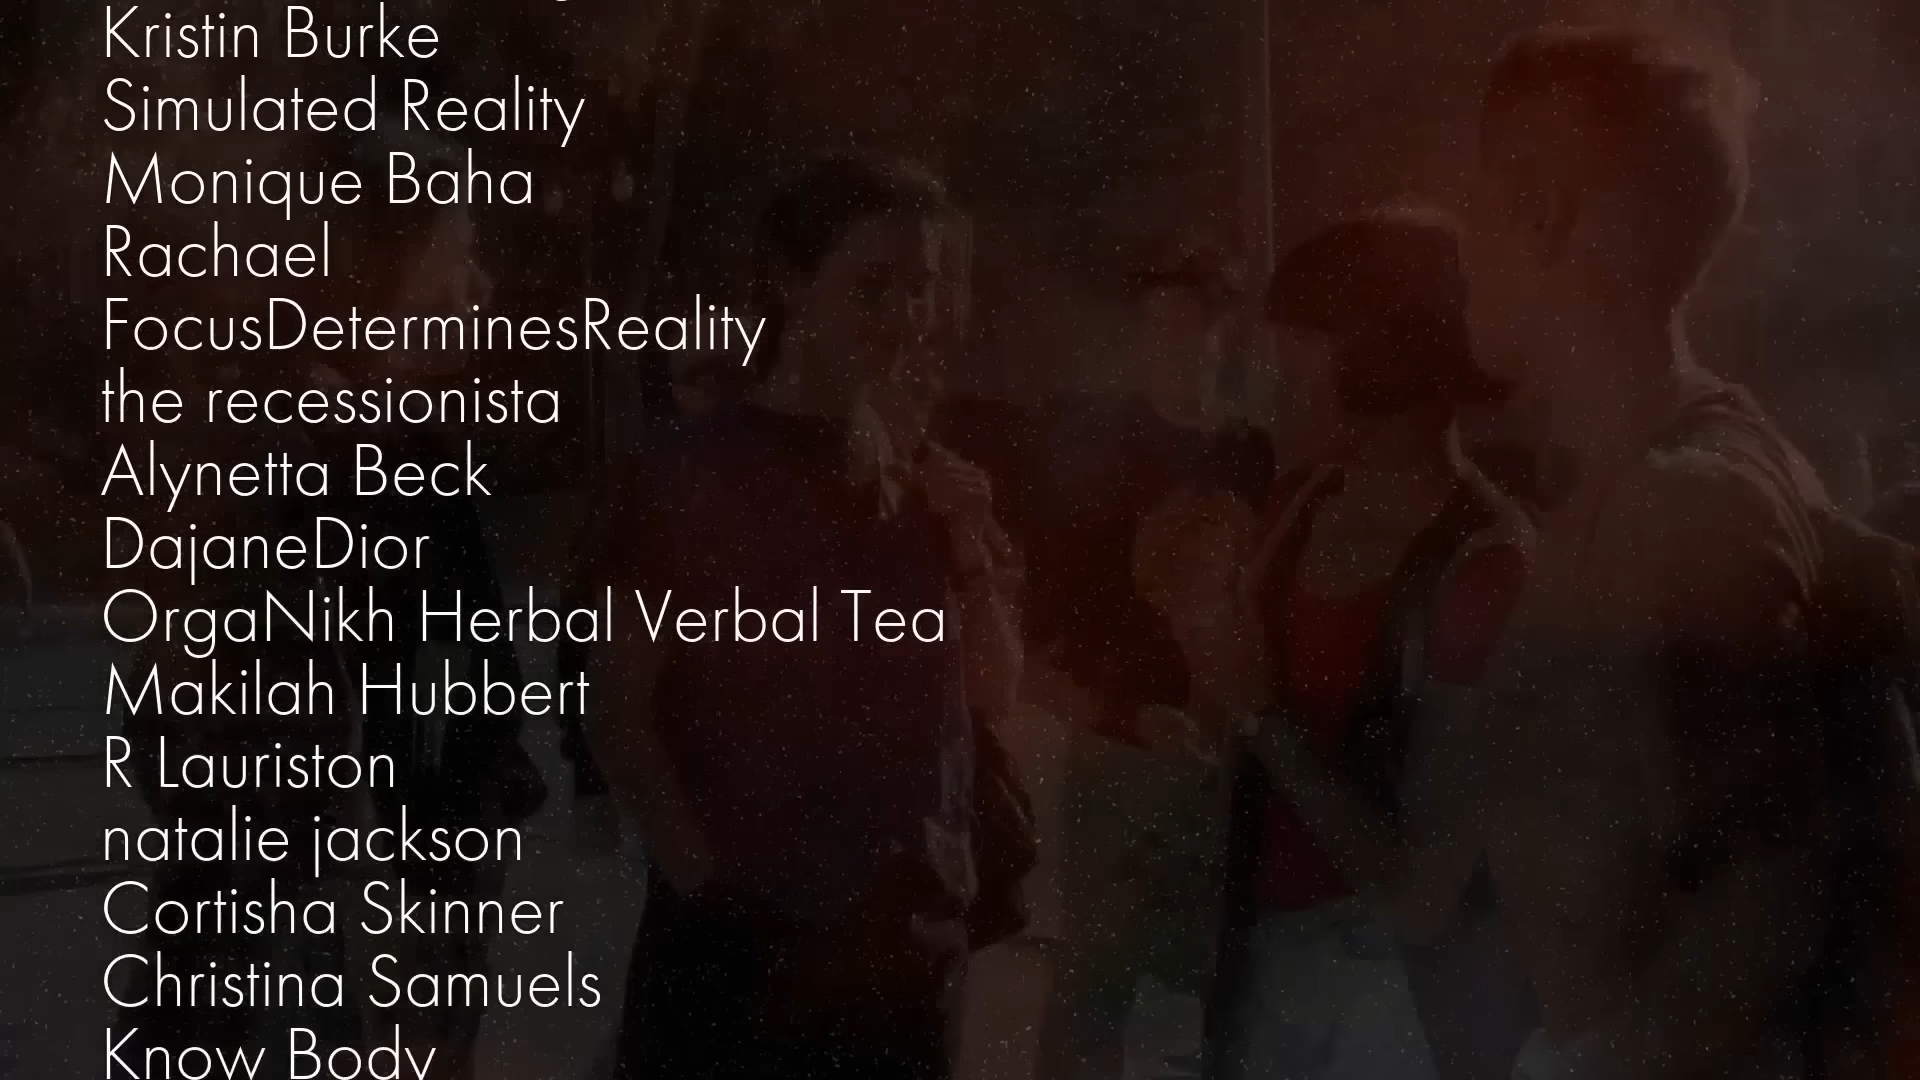 Kristin Burke
Simulated Reality
Monique Baha
Rachael
FocusDeterminesReality
the recessionista
Alynetta Beck
DajaneDior
OrgaNikh Herbal Verbal Tea
Makilah Hubbert
R Lauriston
natalie jackson
Cortisha Skinner
Christina Samuels
Know Body